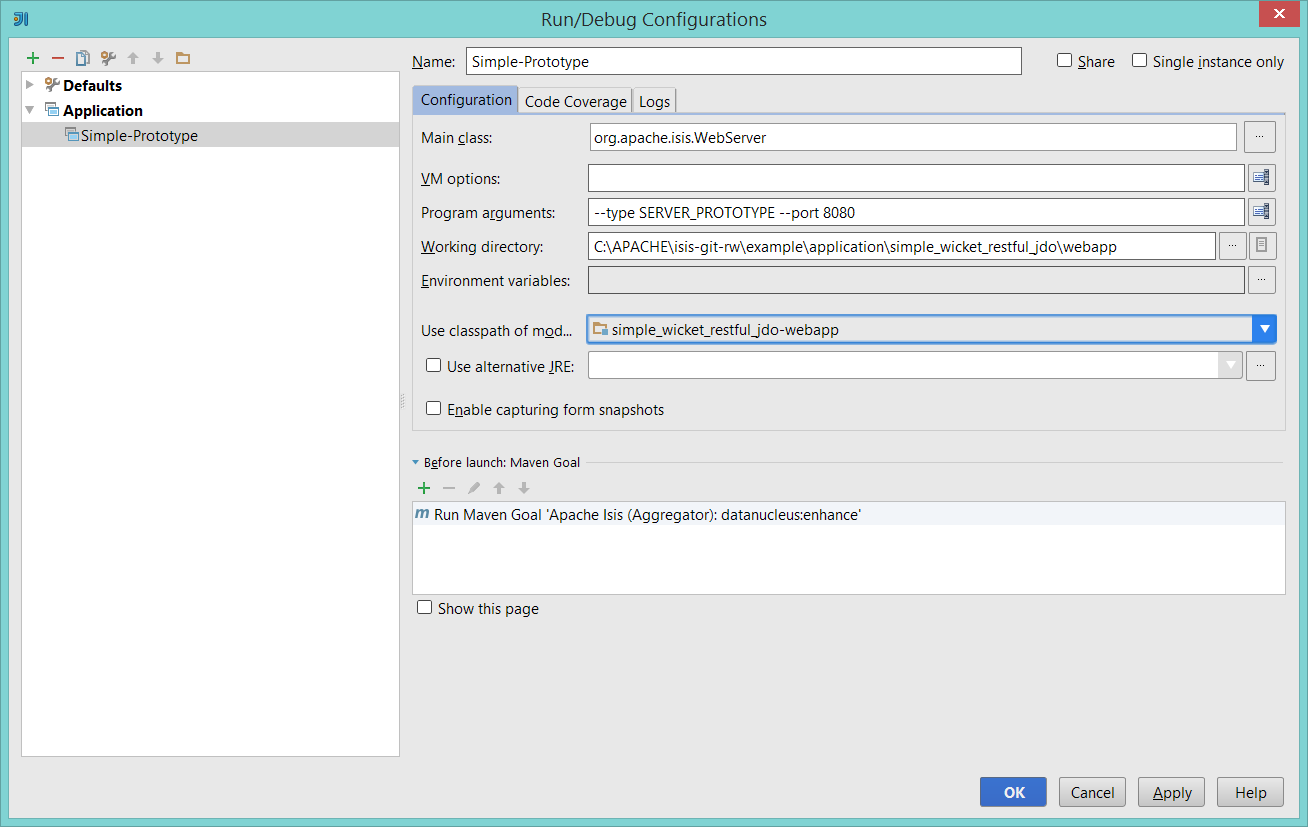 Run/Debug Configurations
Defaults
Application
Simple-Prototype
Name: Simple-Prototype Share Single instance only
Configuration Code Coverage Logs
Main class: org.apache.isis.WebServer ...
VM options:
Program arguments: --type SERVER_PROTOTYPE --port 8080
Working directory: C:\APACHE\isis-git-rw\example\application\simple_wicket_restful_jdo\webapp ...
Environment variables: ...
Use classpath of mod... simple_wicket_restful_jdo-webapp
Use alternative JRE: ...
Enable capturing form snapshots
Before launch: Maven Goal
Run Maven Goal 'Apache Isis (Aggregator): datanucleus:enhance'
Show this page
OK Cancel Apply Help